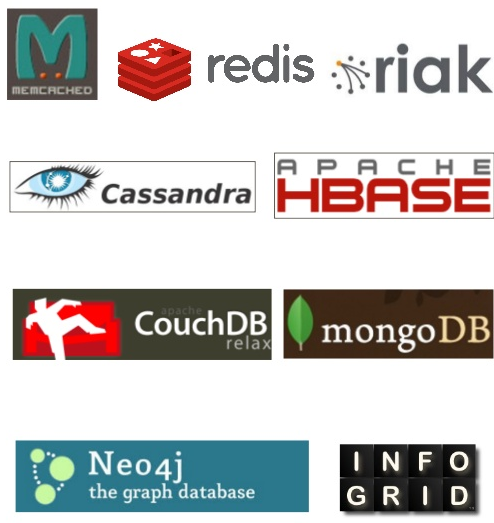 MEMCACHED
redis
riak
Cassandra
APACHE
HBASE
apache
CouchDB
relax
mongoDB
Neo4j
the graph database
INFO
GRID